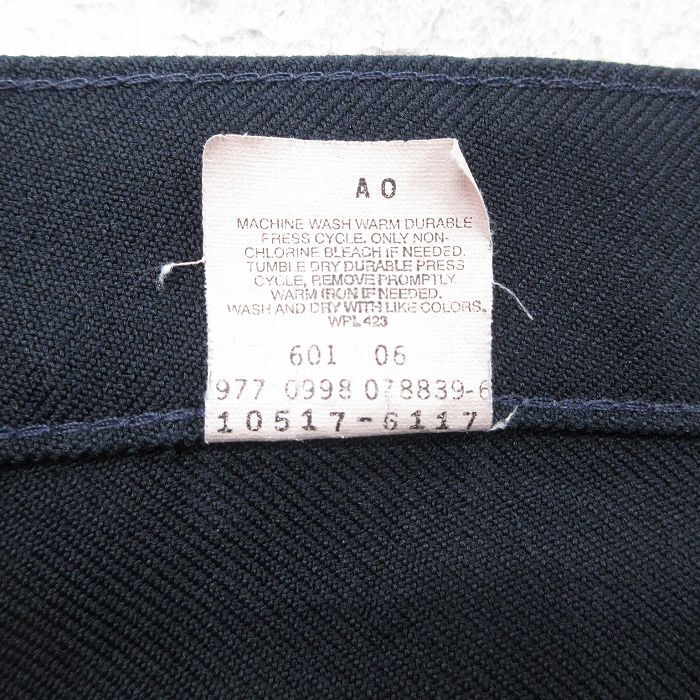 A O
MACHINE WASH WARM DURABLE
PRESS CYCLE. ONLY NON-
CHLORINE BLEACH IF NEEDED.
TUMBLE DRY DURABLE PRESS
CYCLE, REMOVE PROMPTLY
WARM IRON IF NEEDED.
WASH AND DRY WITH LIKE COLORS.
WPL 423
601 06
977 0998 078839-6
10517-6117